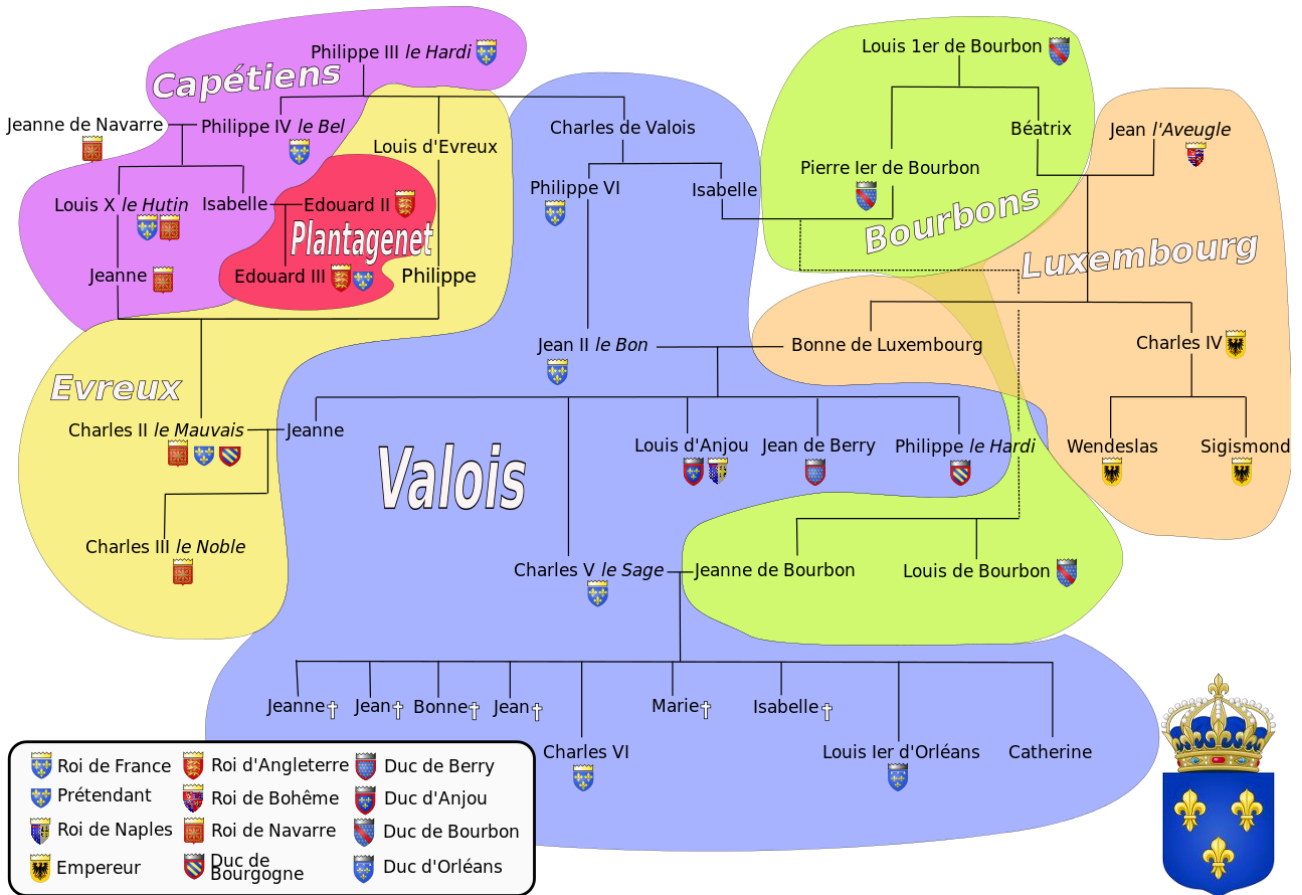 Philippe III le Hardi
Louis 1er de Bourbon
Capétiens
Jeanne de Navarre
Philippe IV le Bel
Charles de Valois
Béatrix
Jean l'Aveugle
Louis d'Evreux
Pierre Ier de Bourbon
Philippe VI
Isabelle
Louis X le Hutin
Isabelle
Edouard II
Bourbons
Plantagenet
Luxembourg
Jeanne
Edouard III
Philippe
Jean II le Bon
Bonne de Luxembourg
Charles IV
Evreux
Charles II le Mauvais
Jeanne
Louis d'Anjou
Jean de Berry
Philippe le Hardi
Wendeslas
Sigismond
Valois
Charles III le Noble
Charles V le Sage
Jeanne de Bourbon
Louis de Bourbon
Jeanne
Jean
Bonne
Jean
Marie
Isabelle
Charles VI
Louis Ier d'Orléans
Catherine
Roi de France
Roi d'Angleterre
Duc de Berry
Prétendant
Roi de Bohême
Duc d'Anjou
Roi de Naples
Roi de Navarre
Duc de Bourbon
Empereur
Duc de
Bourgogne
Duc d'Orléans